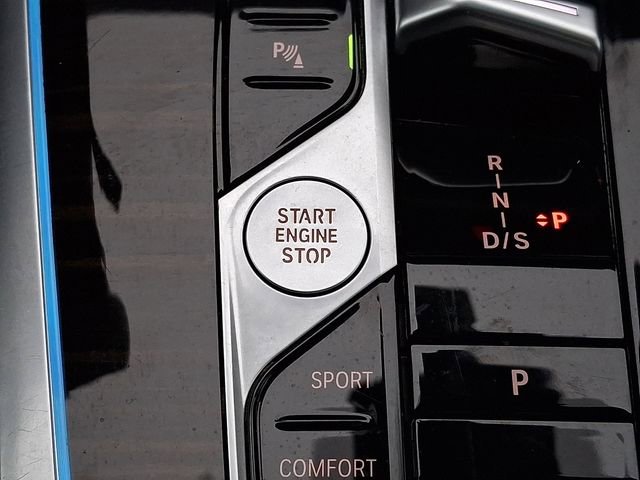 P
START
ENGINE
STOP
R
N
D/S
P
SPORT
P
COMFORT